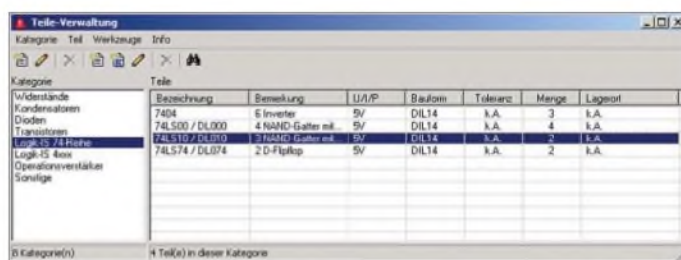 Teile-Verwaltung
Kategorie Teil Werkzeuge Info
Kategorie
Widerstände
Kondensatoren
Dioden
Transistoren
Logik-IS 74-Reihe
Logik-IS 4xxx
Operationsverstärker
Sonstige
Teile
Bezeichnung Bemerkung U/I/P Bauform Toleranz Menge Lagerort
7404 6 Inverter 5V DIL14 k.A. 3 k.A.
74LS00 / DL000 4 NAND-Gatter mit... 5V DIL14 k.A. 4 k.A.
74LS10 / DL010 3 NAND-Gatter mit... 5V DIL14 k.A. 2 k.A.
74LS74 / DL074 2 D-Flipflop 5V DIL14 k.A. 2 k.A.
8 Kategorie(n) 4 Teil(e) in dieser Kategorie